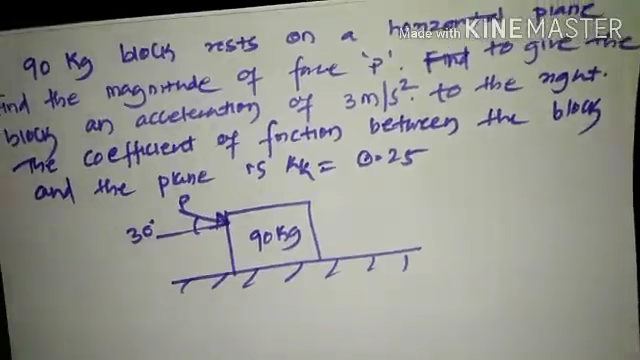 90 Kg block rests on a horizontal plane
Made with KINEMASTER
find the magnitude of force 'P'. Find to give the
block an acceleration of 3m/s². to the right.
The coefficient of friction between the block
and the plane is μk = 0.25
P
30°
90Kg